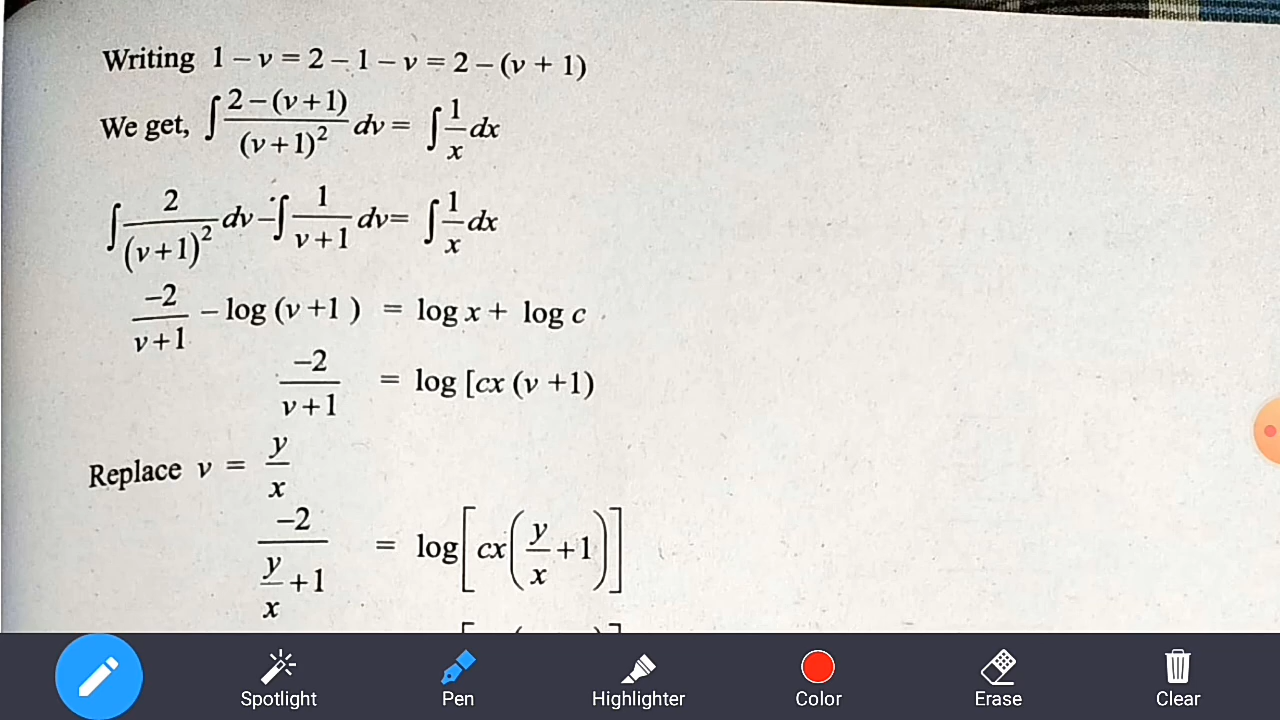 Writing 1 – v = 2 – 1 – v = 2 – (v + 1)
We get, ∫ 2 – (v+1) / (v+1)² dv = ∫ 1/x dx
∫ 2/(v+1)² dv – ∫ 1/v+1 dv = ∫ 1/x dx
–2/v+1 – log (v +1 ) = log x + log c
–2/v+1 = log [cx (v +1)
Replace v = y/x
–2 / y/x +1 = log[cx(y/x +1)]
Spotlight Pen Highlighter Color Erase Clear